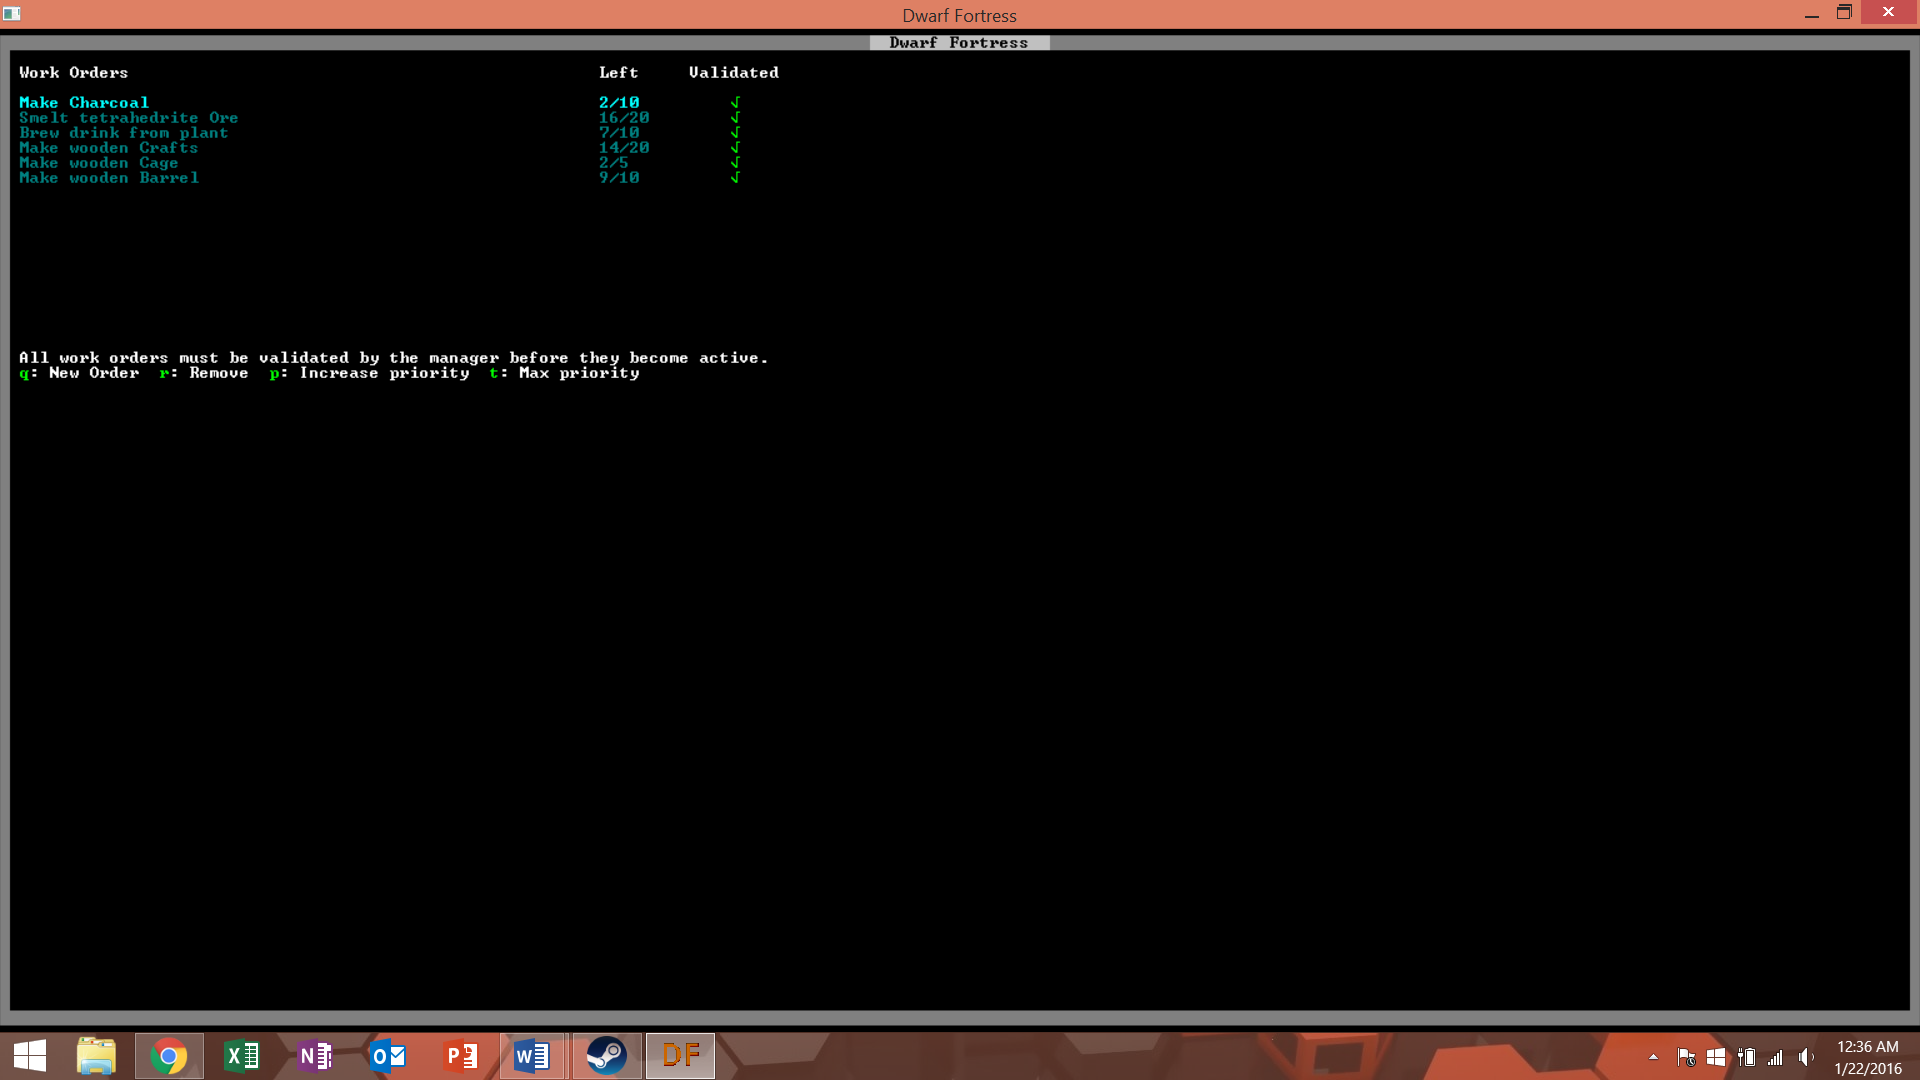 Dwarf Fortress
Dwarf Fortress
Work Orders Left Validated
Make Charcoal 2/10 √
Smelt tetrahedrite Ore 16/20 √
Brew drink from plant 7/10 √
Make wooden Crafts 14/20 √
Make wooden Cage 2/5 √
Make wooden Barrel 9/10 √
All work orders must be validated by the manager before they become active.
q: New Order r: Remove p: Increase priority t: Max priority
DF
12:36 AM
1/22/2016